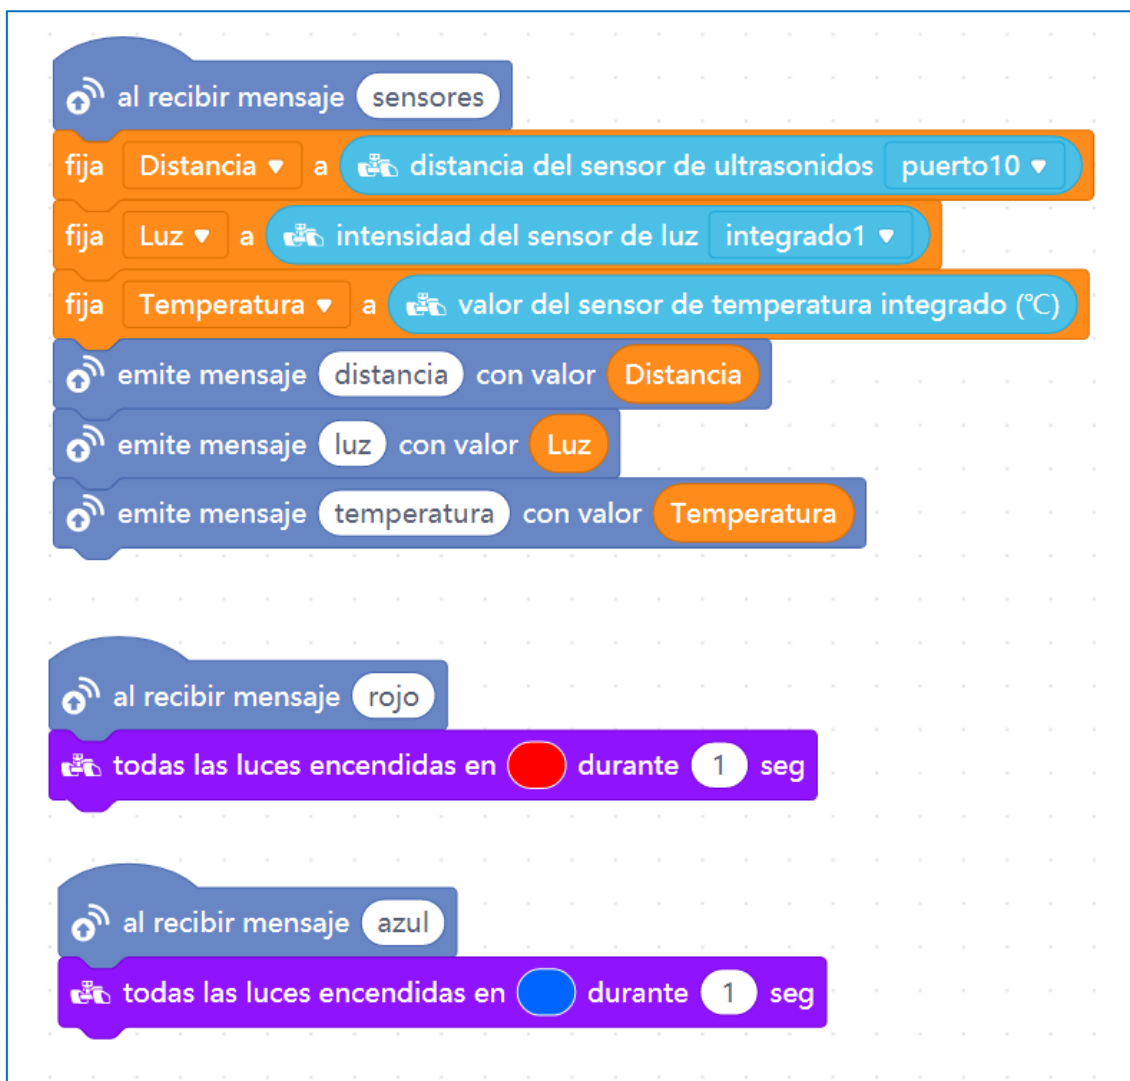 al recibir mensaje sensores
fija Distancia a distancia del sensor de ultrasonidos puerto10
fija Luz a intensidad del sensor de luz integrado1
fija Temperatura a valor del sensor de temperatura integrado (℃)
emite mensaje distancia con valor Distancia
emite mensaje luz con valor Luz
emite mensaje temperatura con valor Temperatura
al recibir mensaje rojo
todas las luces encendidas en durante 1 seg
al recibir mensaje azul
todas las luces encendidas en durante 1 seg